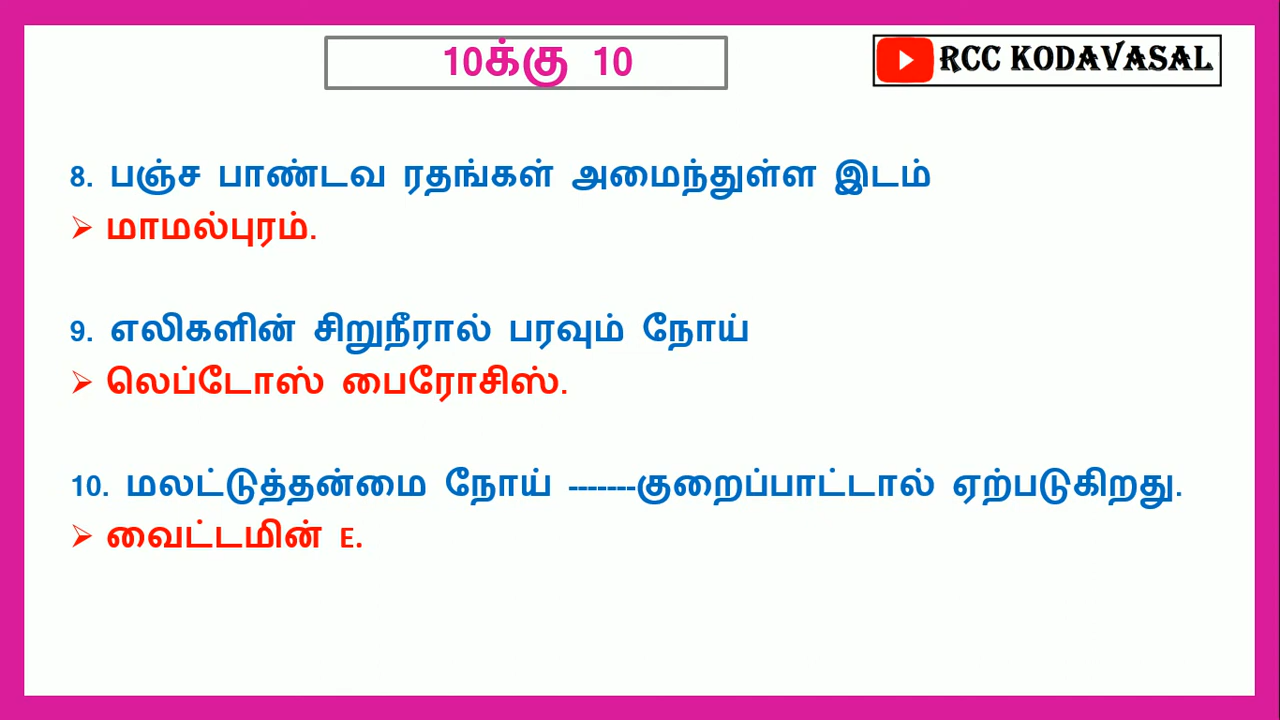 10க்கு 10
RCC KODAVASAL
8. பஞ்ச பாண்டவ ரதங்கள் அமைந்துள்ள இடம்
➢ மாமல்புரம்.
9. எலிகளின் சிறுநீரால் பரவும் நோய்
➢ லெப்டோஸ் பைரோசிஸ்.
10. மலட்டுத்தன்மை நோய் -------குறைப்பாட்டால் ஏற்படுகிறது.
➢ வைட்டமின் E.